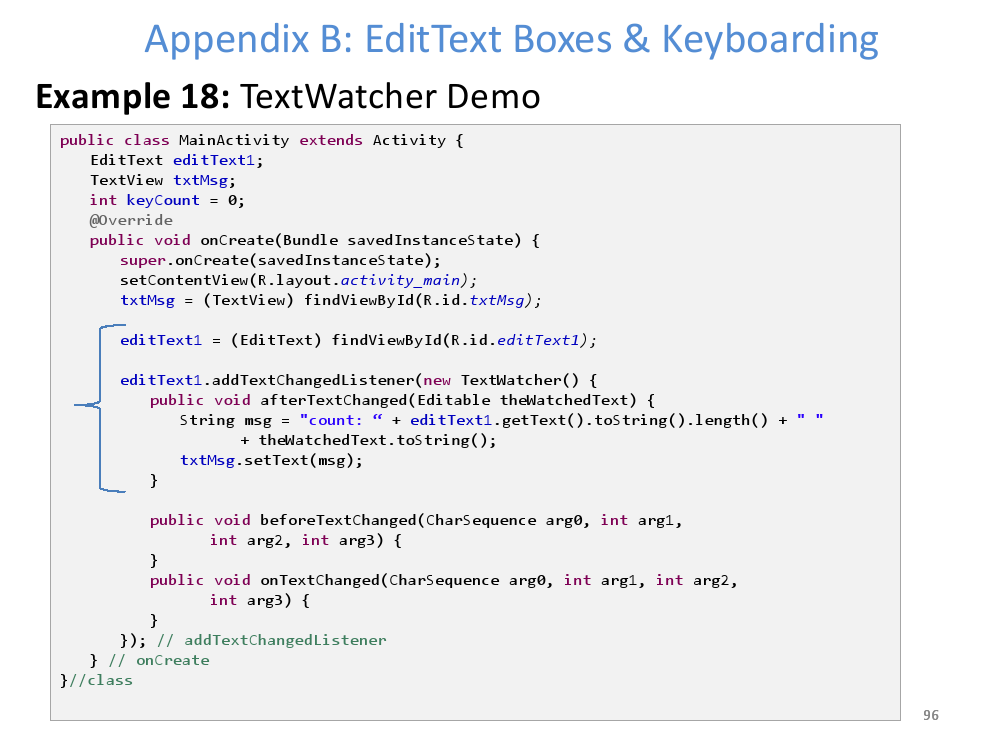 Appendix B: EditText Boxes & Keyboarding
Example 18: TextWatcher Demo
public class MainActivity extends Activity {
EditText editText1;
TextView txtMsg;
int keyCount = 0;
@Override
public void onCreate(Bundle savedInstanceState) {
super.onCreate(savedInstanceState);
setContentView(R.layout.activity_main);
txtMsg = (TextView) findViewById(R.id.txtMsg);
editText1 = (EditText) findViewById(R.id.editText1);
editText1.addTextChangedListener(new TextWatcher() {
public void afterTextChanged(Editable theWatchedText) {
String msg = "count: “ + editText1.getText().toString().length() + " "
+ theWatchedText.toString();
txtMsg.setText(msg);
}
public void beforeTextChanged(CharSequence arg0, int arg1,
int arg2, int arg3) {
}
public void onTextChanged(CharSequence arg0, int arg1, int arg2,
int arg3) {
}
}); // addTextChangedListener
} // onCreate
}//class
96